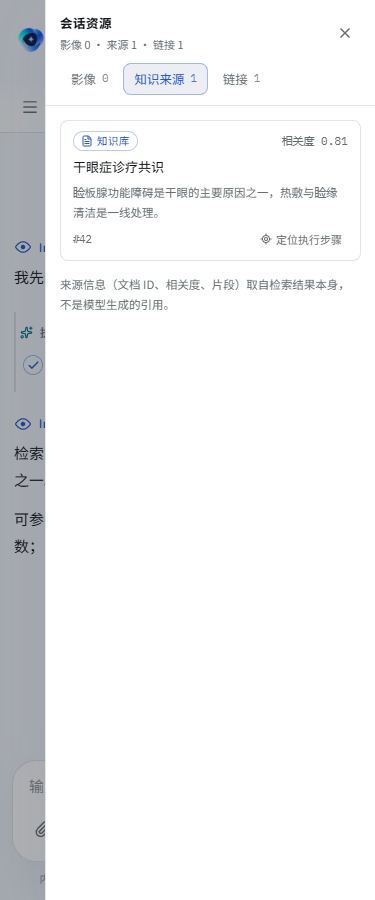 会话资源
影像 0 · 来源 1 · 链接 1
影像 0 知识来源 1 链接 1
知识库 相关度 0.81
干眼症诊疗共识
睑板腺功能障碍是干眼的主要原因之一，热敷与睑缘
清洁是一线处理。
#42 定位执行步骤
来源信息（文档 ID、相关度、片段）取自检索结果本身，
不是模型生成的引用。
我先
检索
之一
可参
数；
输